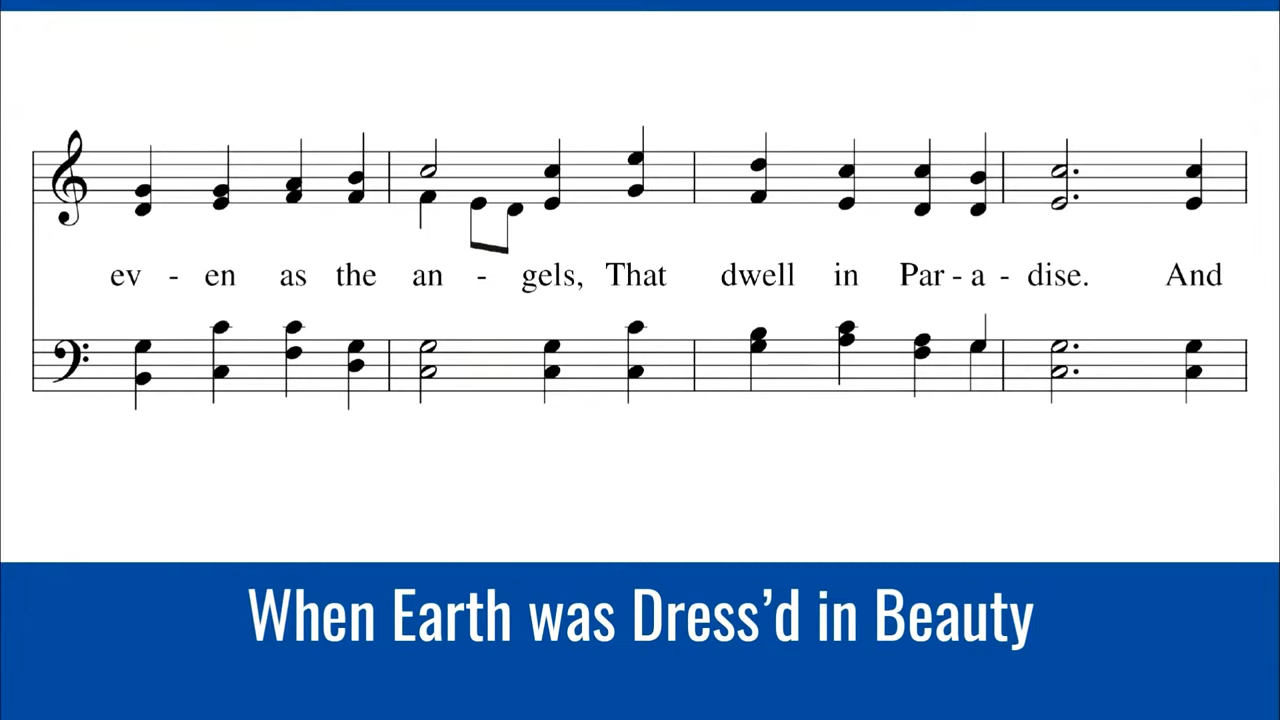 ev - en as the an - gels, That dwell in Par - a - dise. And
When Earth was Dress’d in Beauty